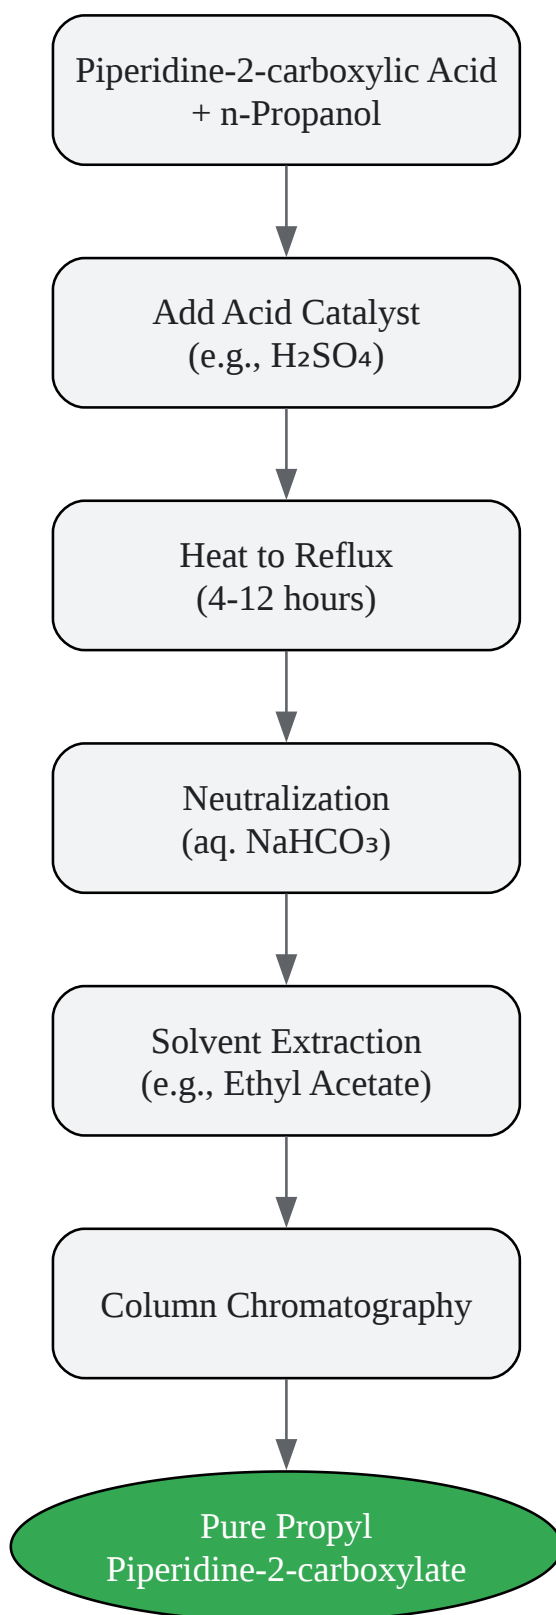 Piperidine-2-carboxylic Acid
+ n-Propanol
Add Acid Catalyst
(e.g., H₂SO₄)
Heat to Reflux
(4-12 hours)
Neutralization
(aq. NaHCO₃)
Solvent Extraction
(e.g., Ethyl Acetate)
Column Chromatography
Pure Propyl
Piperidine-2-carboxylate